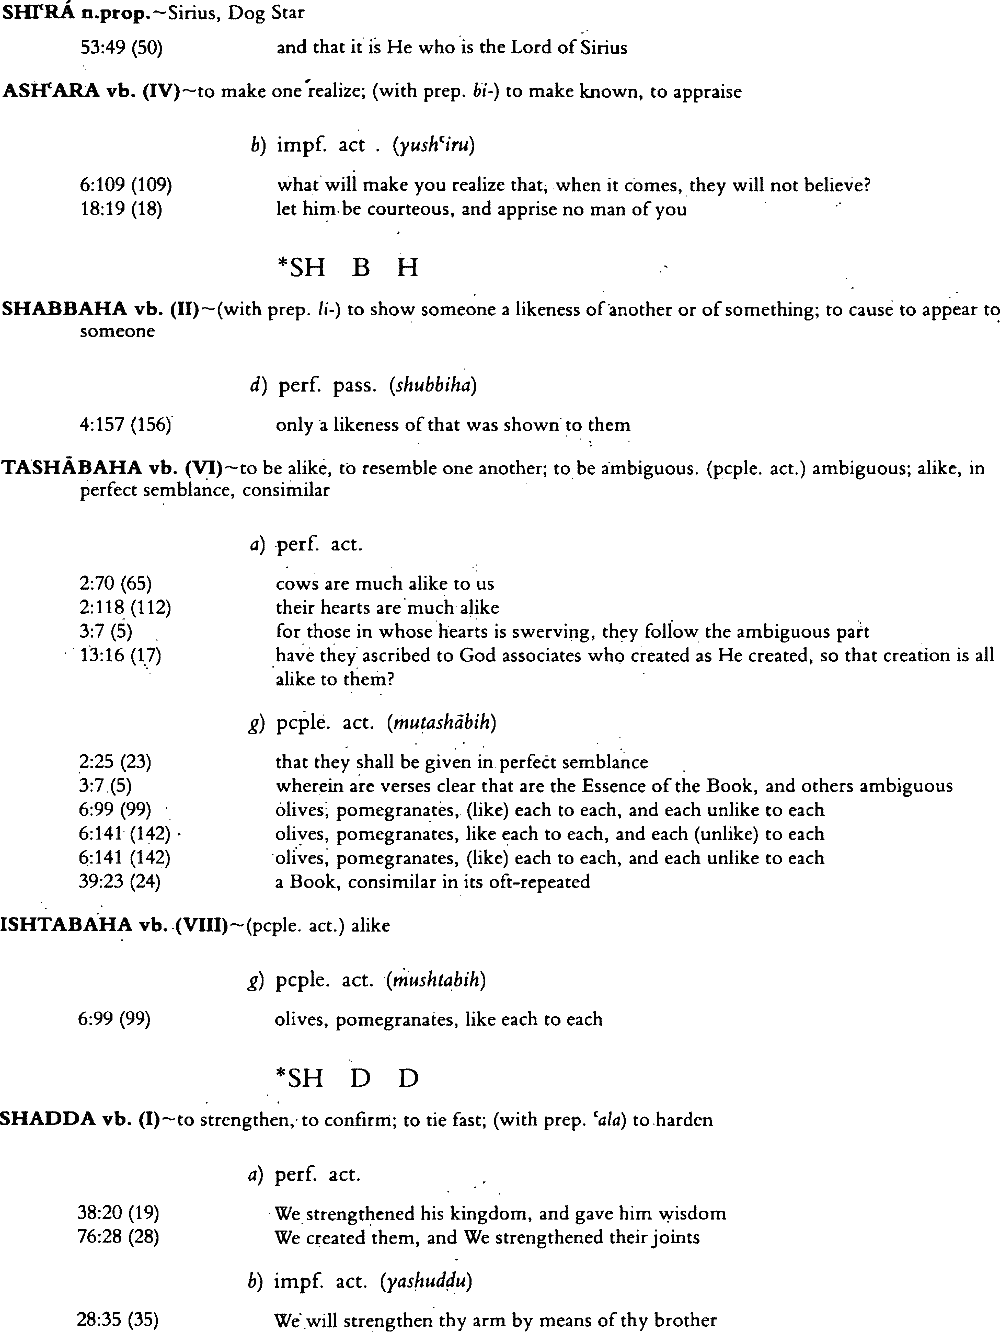 SHIʿRÁ n.prop.~Sirius, Dog Star
53:49 (50) and that it is He who is the Lord of Sirius
ASHʿARA vb. (IV)~to make one realize; (with prep. bi-) to make known, to appraise
b) impf. act . (yushʿiru)
6:109 (109) what will make you realize that, when it comes, they will not believe?
18:19 (18) let him be courteous, and apprise no man of you
*SH B H
SHABBAHA vb. (II)~(with prep. li-) to show someone a likeness of another or of something; to cause to appear to
someone
d) perf. pass. (shubbiha)
4:157 (156) only a likeness of that was shown to them
TASHĀBAHA vb. (VI)~to be alike, to resemble one another; to be ambiguous. (pcple. act.) ambiguous; alike, in
perfect semblance, consimilar
a) perf. act.
2:70 (65) cows are much alike to us
2:118 (112) their hearts are much alike
3:7 (5) for those in whose hearts is swerving, they follow the ambiguous part
13:16 (17) have they ascribed to God associates who created as He created, so that creation is all
alike to them?
g) pcple. act. (mutashābih)
2:25 (23) that they shall be given in perfect semblance
3:7 (5) wherein are verses clear that are the Essence of the Book, and others ambiguous
6:99 (99) olives, pomegranates, (like) each to each, and each unlike to each
6:141 (142) olives, pomegranates, like each to each, and each (unlike) to each
6:141 (142) olives, pomegranates, (like) each to each, and each unlike to each
39:23 (24) a Book, consimilar in its oft-repeated
ISHTABAHA vb. (VIII)~(pcple. act.) alike
g) pcple. act. (mushtabih)
6:99 (99) olives, pomegranates, like each to each
*SH D D
SHADDA vb. (I)~to strengthen, to confirm; to tie fast; (with prep. ʿala) to harden
a) perf. act.
38:20 (19) We strengthened his kingdom, and gave him wisdom
76:28 (28) We created them, and We strengthened their joints
b) impf. act. (yashuddu)
28:35 (35) We will strengthen thy arm by means of thy brother